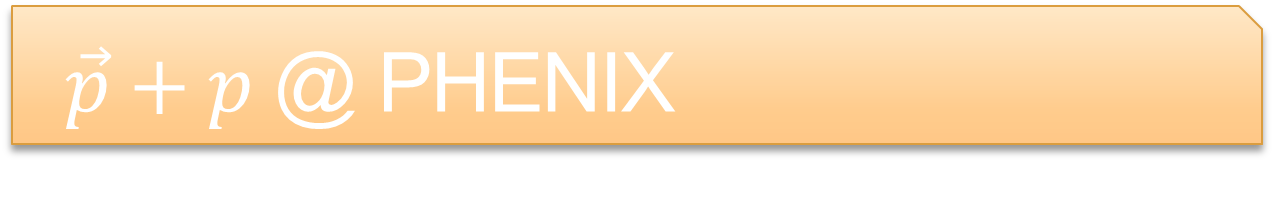 p⃗ + p @ PHENIX